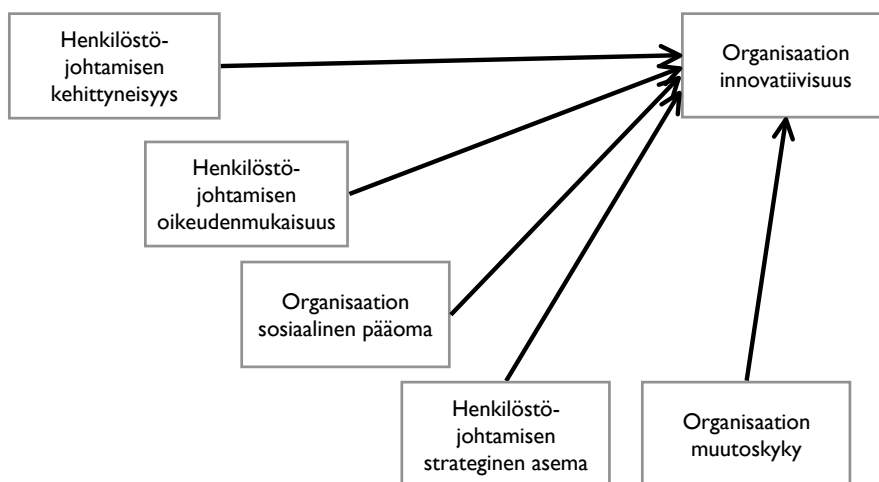 Henkilöstö-
johtamisen
kehittyneisyys
Organisaation
innovatiivisuus
Henkilöstö-
johtamisen
oikeudenmukaisuus
Organisaation
sosiaalinen pääoma
Henkilöstö-
johtamisen
strateginen asema
Organisaation
muutoskyky